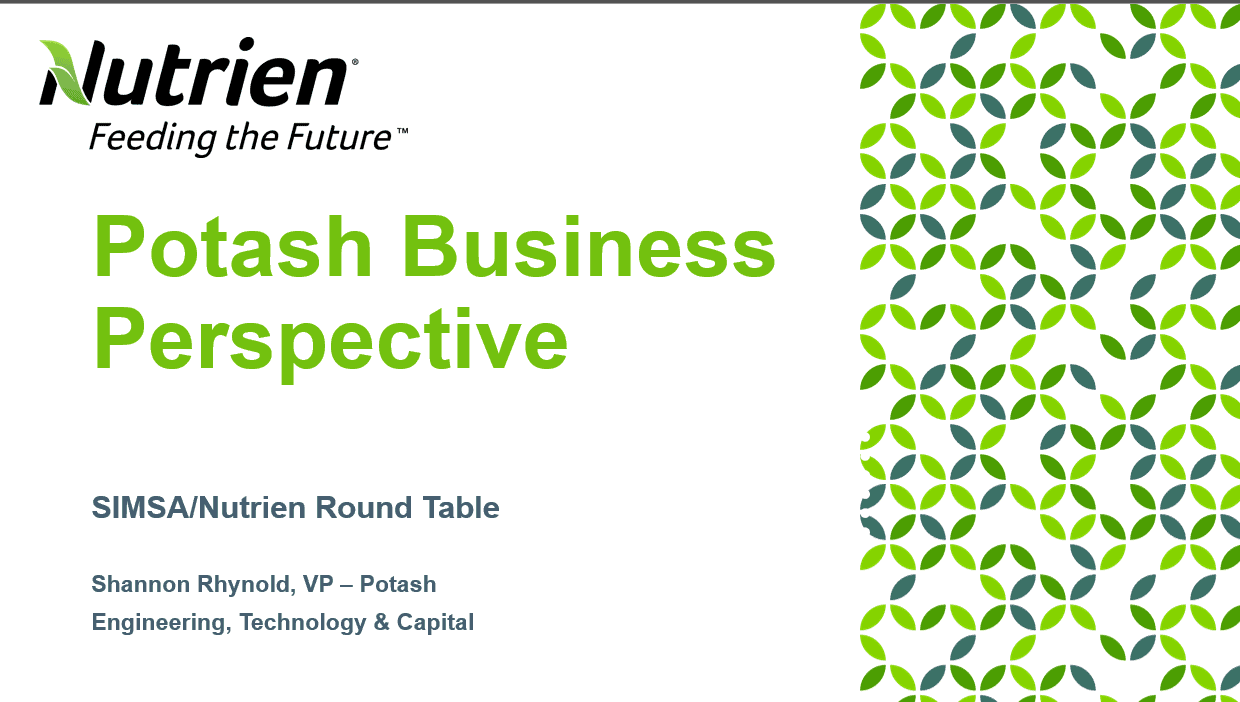 Nutrien®
Feeding the Future™
Potash Business
Perspective
SIMSA/Nutrien Round Table
Shannon Rhynold, VP – Potash
Engineering, Technology & Capital